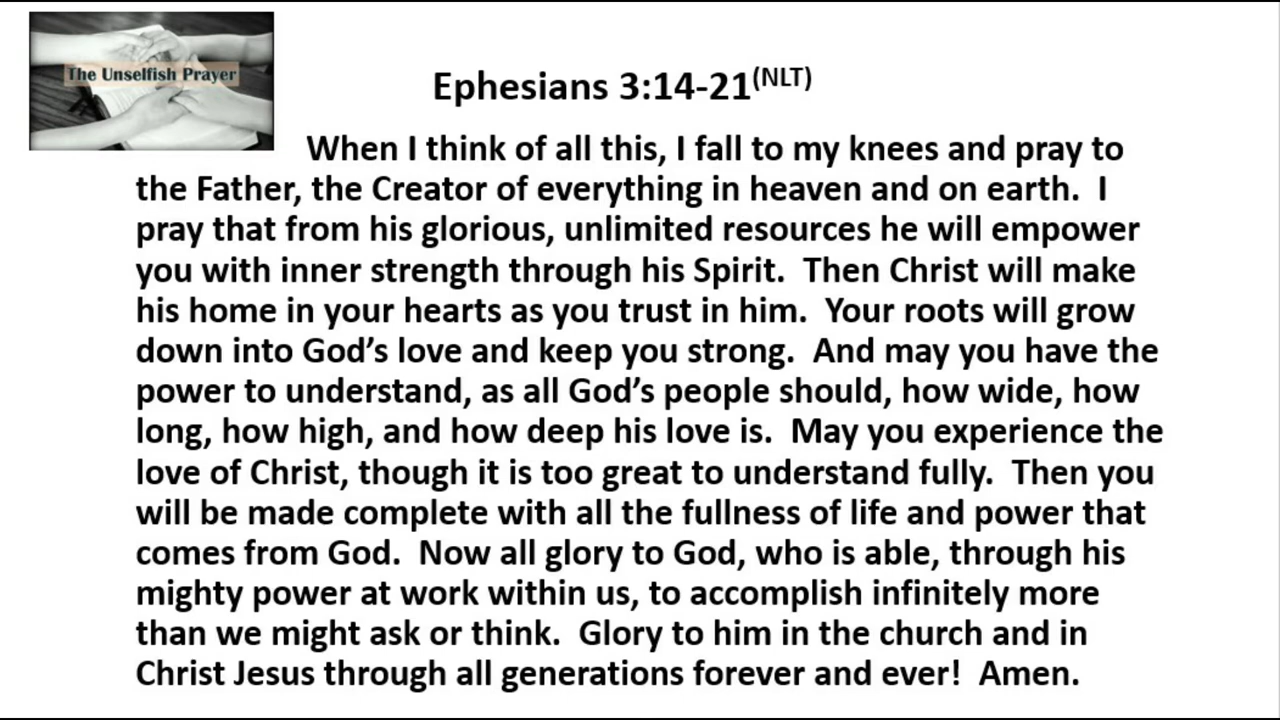 The Unselfish Prayer
Ephesians 3:14-21(NLT)
When I think of all this, I fall to my knees and pray to
the Father, the Creator of everything in heaven and on earth.  I
pray that from his glorious, unlimited resources he will empower
you with inner strength through his Spirit.  Then Christ will make
his home in your hearts as you trust in him.  Your roots will grow
down into God’s love and keep you strong.  And may you have the
power to understand, as all God’s people should, how wide, how
long, how high, and how deep his love is.  May you experience the
love of Christ, though it is too great to understand fully.  Then you
will be made complete with all the fullness of life and power that
comes from God.  Now all glory to God, who is able, through his
mighty power at work within us, to accomplish infinitely more
than we might ask or think.  Glory to him in the church and in
Christ Jesus through all generations forever and ever!  Amen.